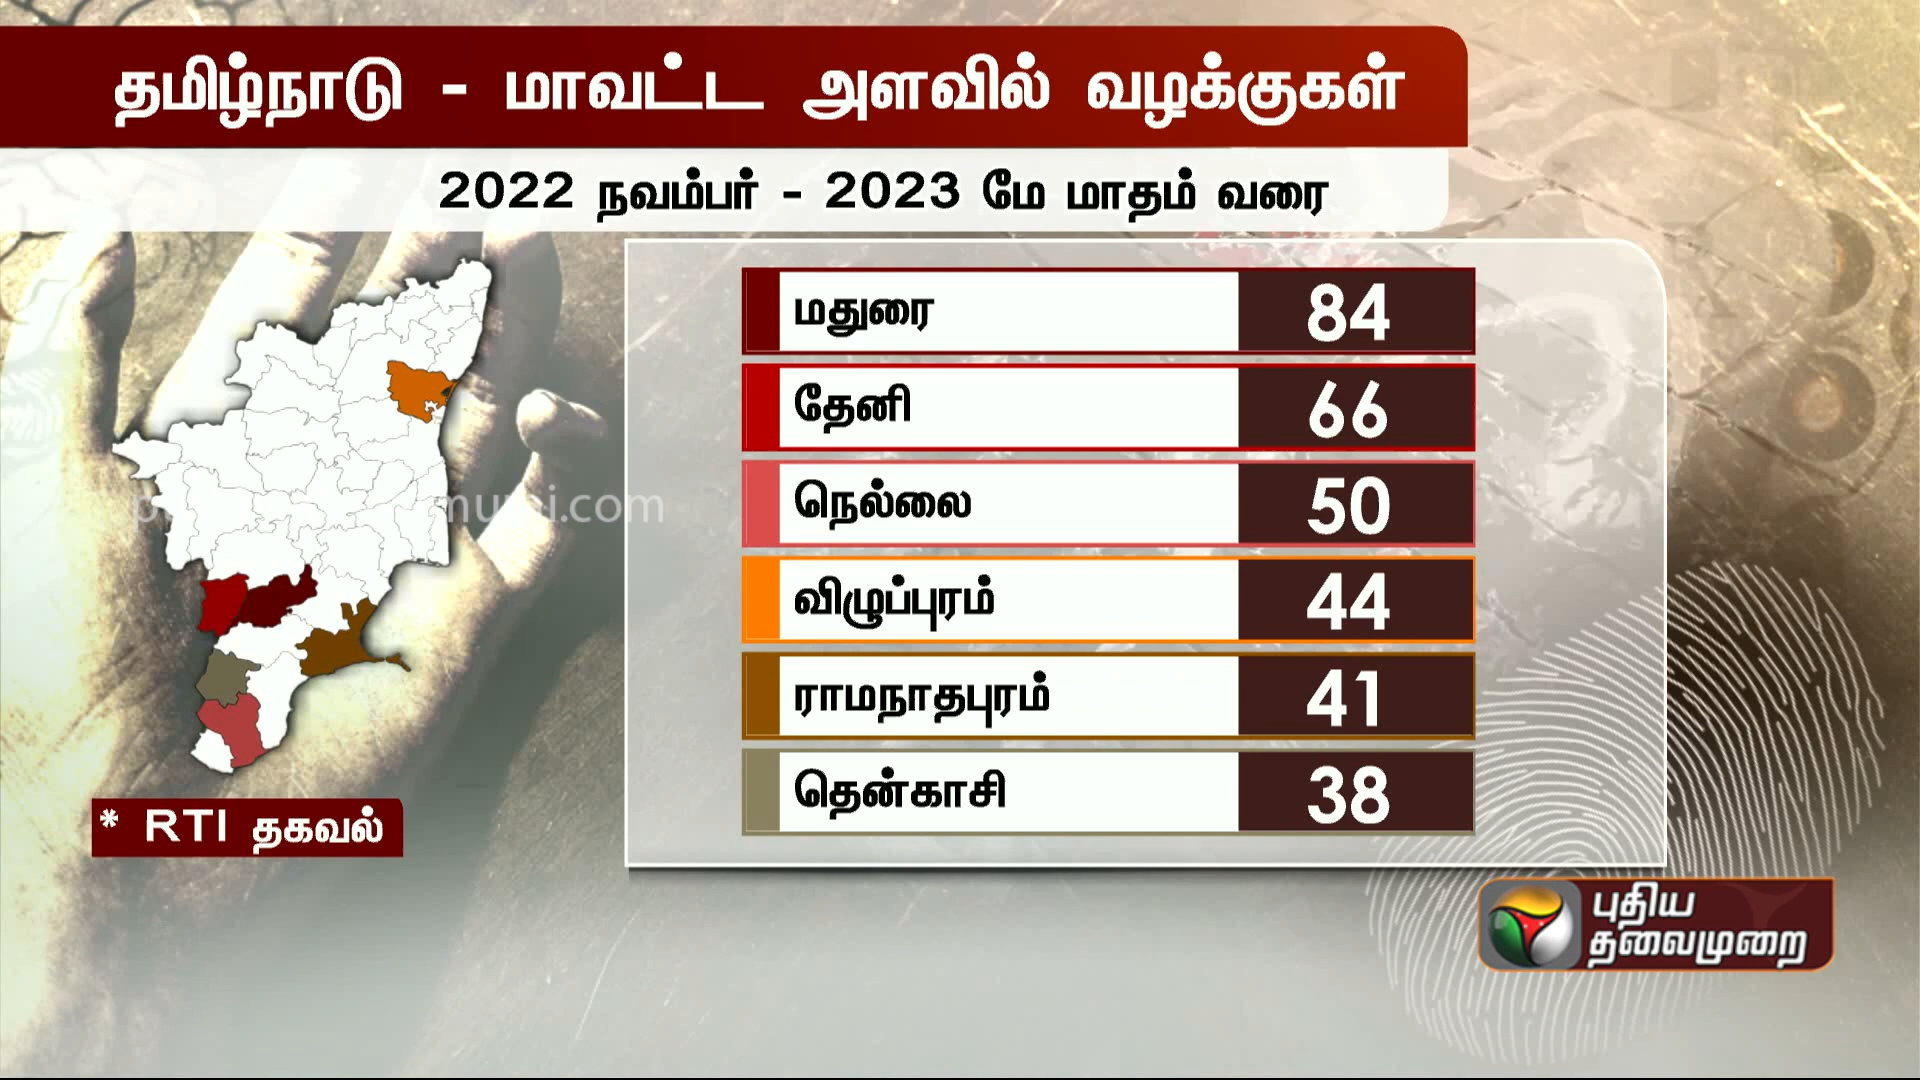 தமிழ்நாடு - மாவட்ட அளவில் வழக்குகள்
2022 நவம்பர் - 2023 மே மாதம் வரை
மதுரை 84
தேனி 66
நெல்லை 50
விழுப்புரம் 44
ராமநாதபுரம் 41
தென்காசி 38
* RTI தகவல்
புதிய
தலைமுறை